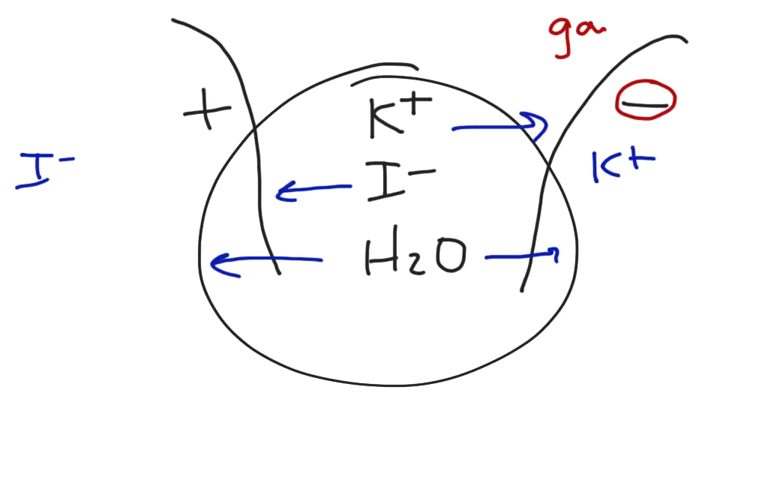 ga
+ K⁺ −
I⁻ I⁻ K+
H₂O